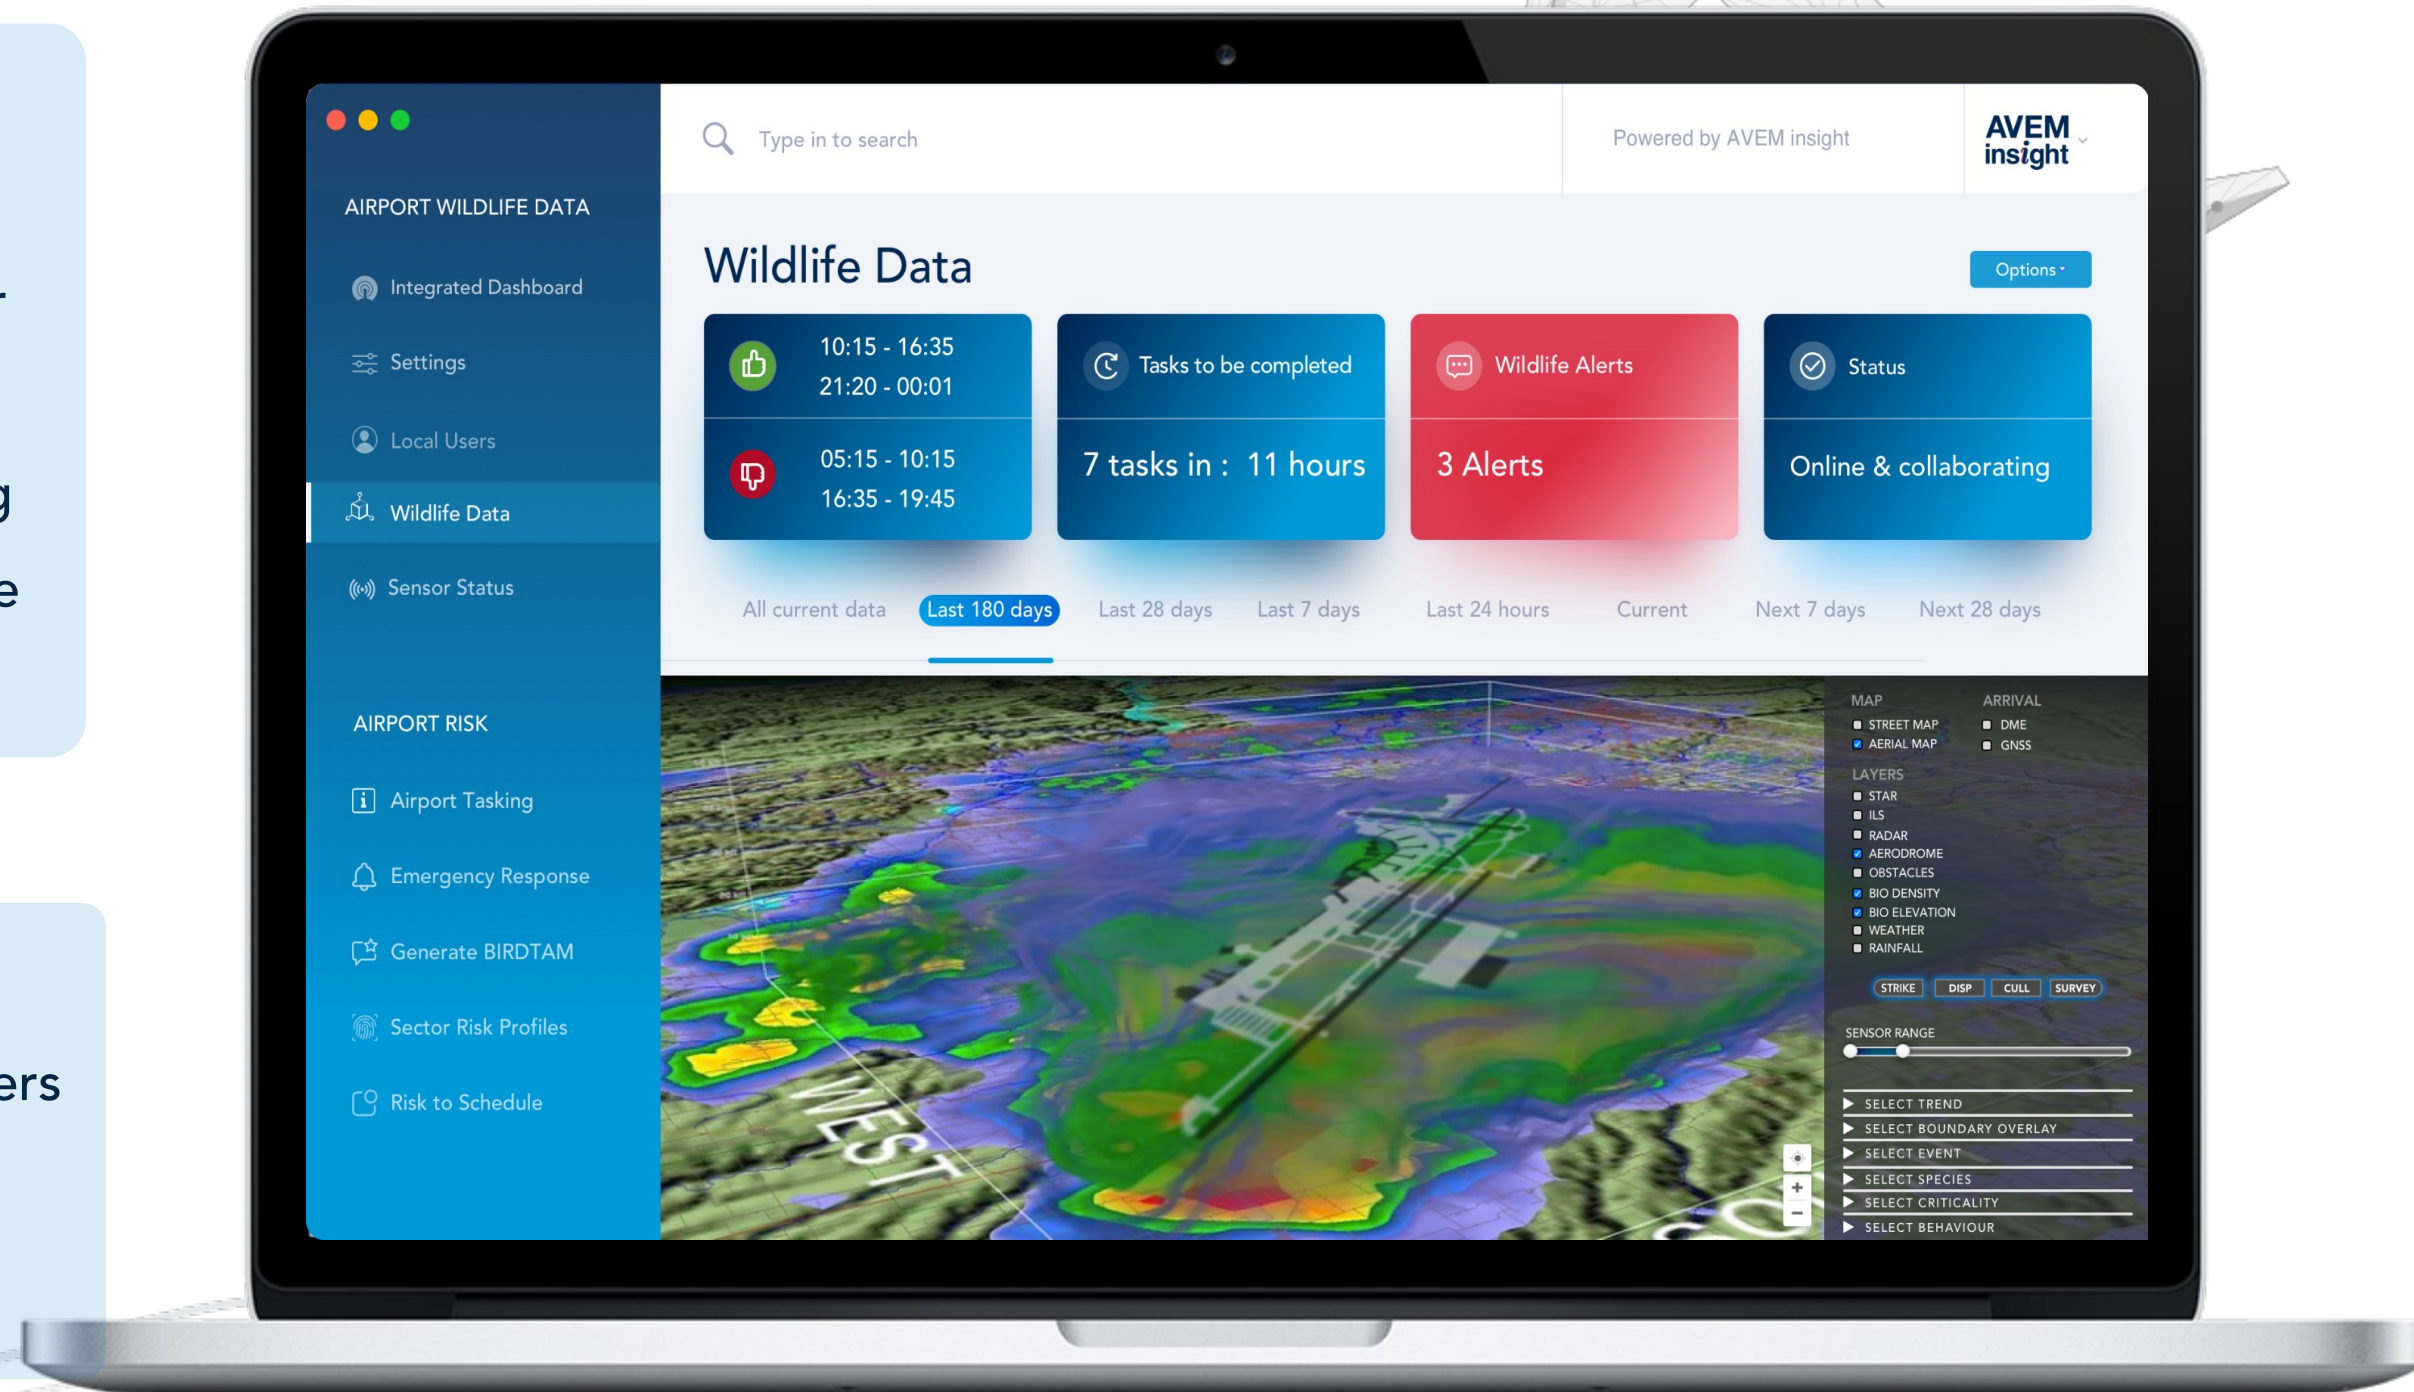 r
g
e
ers
AIRPORT WILDLIFE DATA
Integrated Dashboard
Settings
Local Users
Wildlife Data
Sensor Status
AIRPORT RISK
Airport Tasking
Emergency Response
Generate BIRDTAM
Sector Risk Profiles
Risk to Schedule
Type in to search
Powered by AVEM insight
AVEM
insight
Wildlife Data
Options
10:15 - 16:35
21:20 - 00:01
05:15 - 10:15
16:35 - 19:45
Tasks to be completed
7 tasks in : 11 hours
Wildlife Alerts
3 Alerts
Status
Online & collaborating
All current data Last 180 days Last 28 days Last 7 days Last 24 hours Current Next 7 days Next 28 days
WEST
SO
MAP
STREET MAP
AERIAL MAP
ARRIVAL
DME
GNSS
LAYERS
STAR
ILS
RADAR
AERODROME
OBSTACLES
BIO DENSITY
BIO ELEVATION
WEATHER
RAINFALL
STRIKE DISP CULL SURVEY
SENSOR RANGE
SELECT TREND
SELECT BOUNDARY OVERLAY
SELECT EVENT
SELECT SPECIES
SELECT CRITICALITY
SELECT BEHAVIOUR